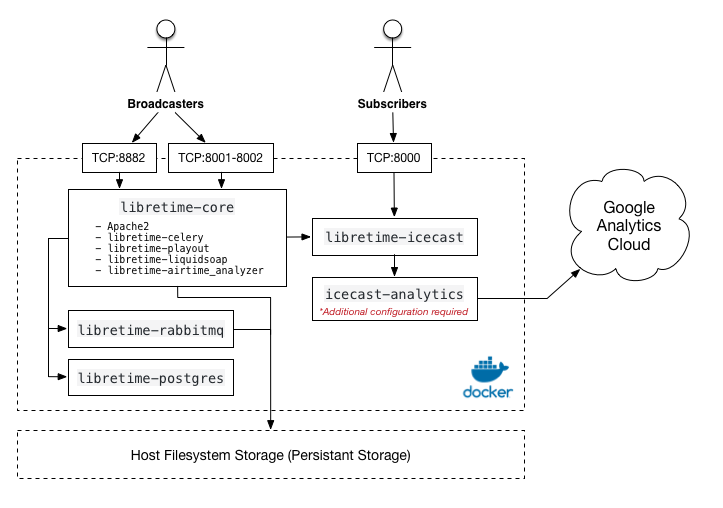 Broadcasters
Subscribers
TCP:8882
TCP:8001-8002
TCP:8000
libretime-core
- Apache2
- libretime-celery
- libretime-playout
- libretime-liquidsoap
- libretime-airtime_analyzer
libretime-icecast
icecast-analytics
*Additional configuration required
Google
Analytics
Cloud
libretime-rabbitmq
libretime-postgres
docker
Host Filesystem Storage (Persistant Storage)